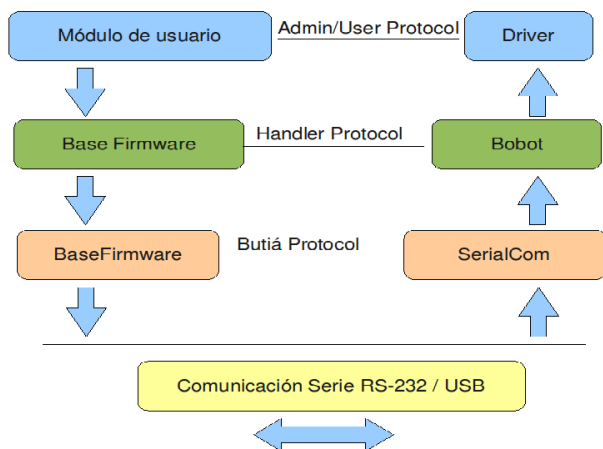 Módulo de usuario
Admin/User Protocol
Driver
Base Firmware
Handler Protocol
Bobot
BaseFirmware
Butiá Protocol
SerialCom
Comunicación Serie RS-232 / USB